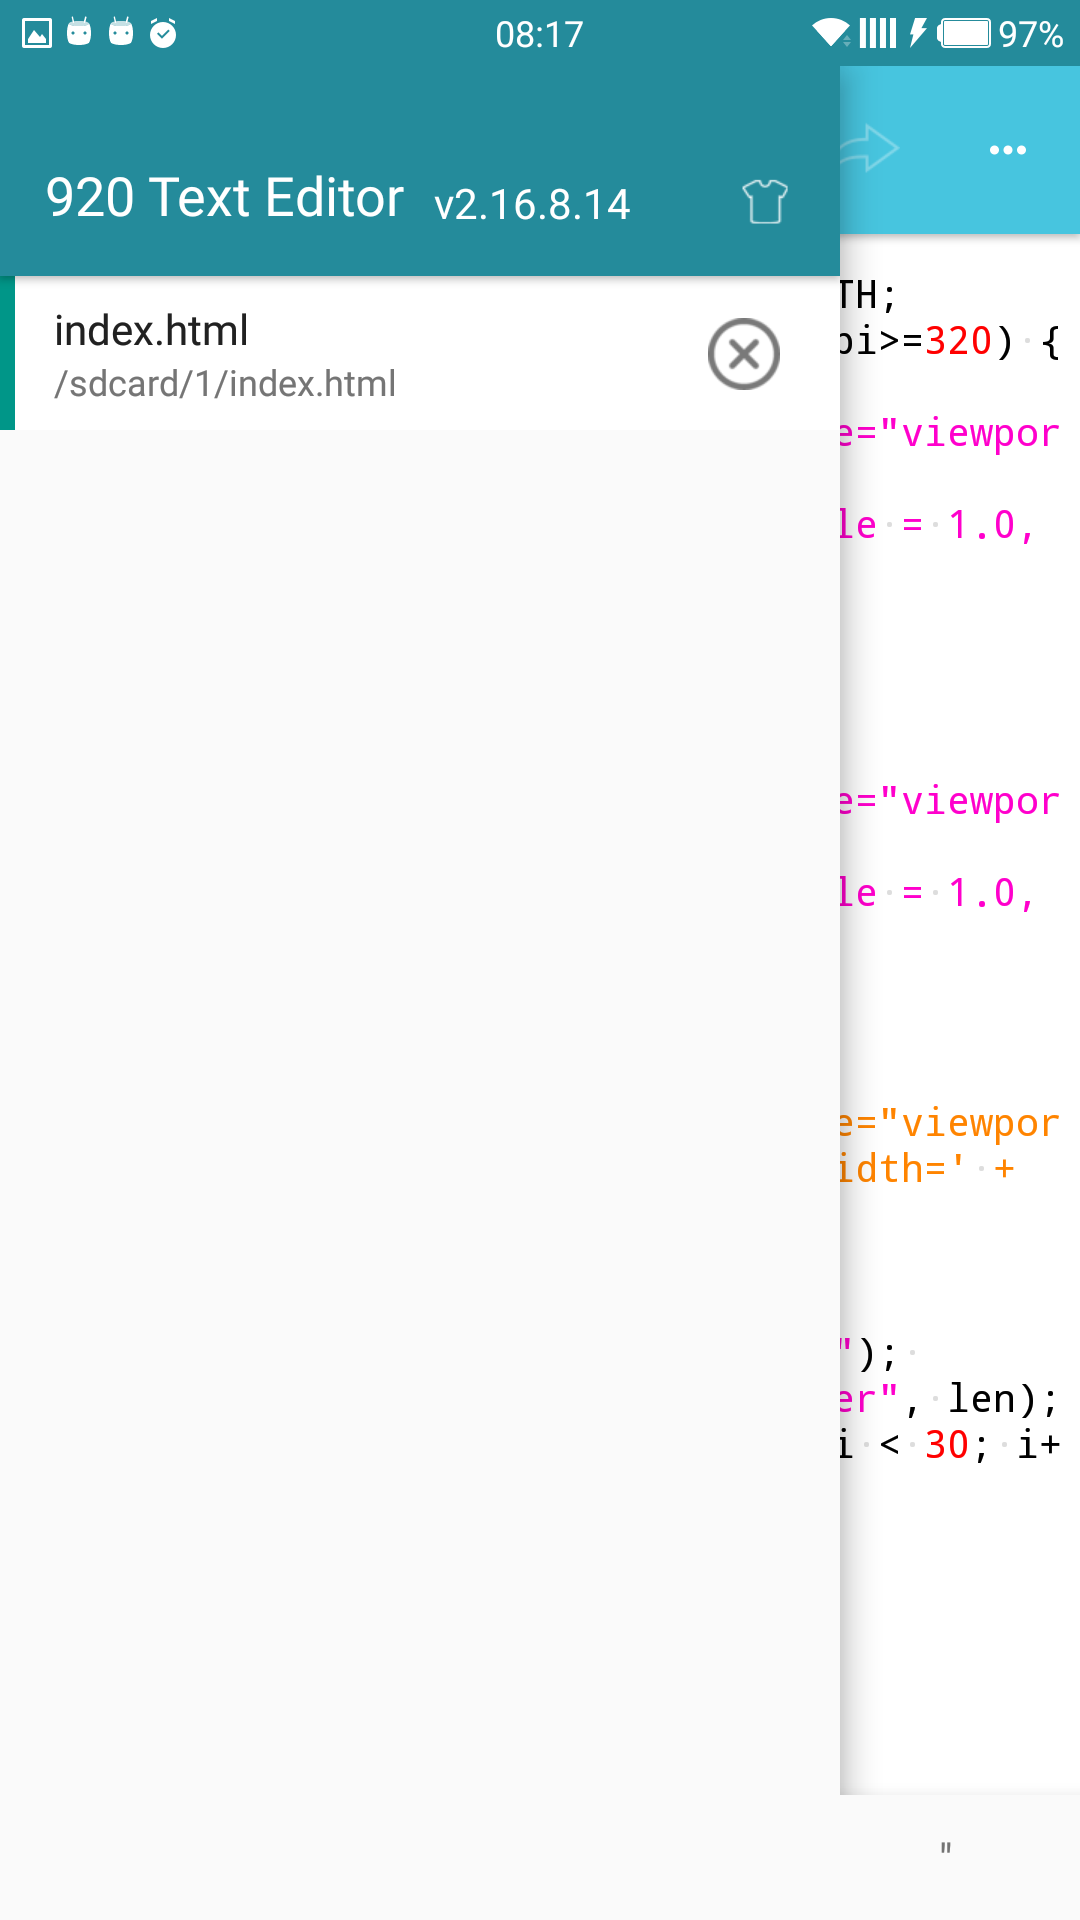 08:17
97%
920 Text Editor v2.16.8.14
index.html
/sdcard/1/index.html
TH;
pi>=320) {
e="viewpor
le = 1.0,
e="viewpor
le = 1.0,
e="viewpor
idth=' +
");
er", len);
i < 30; i+
"